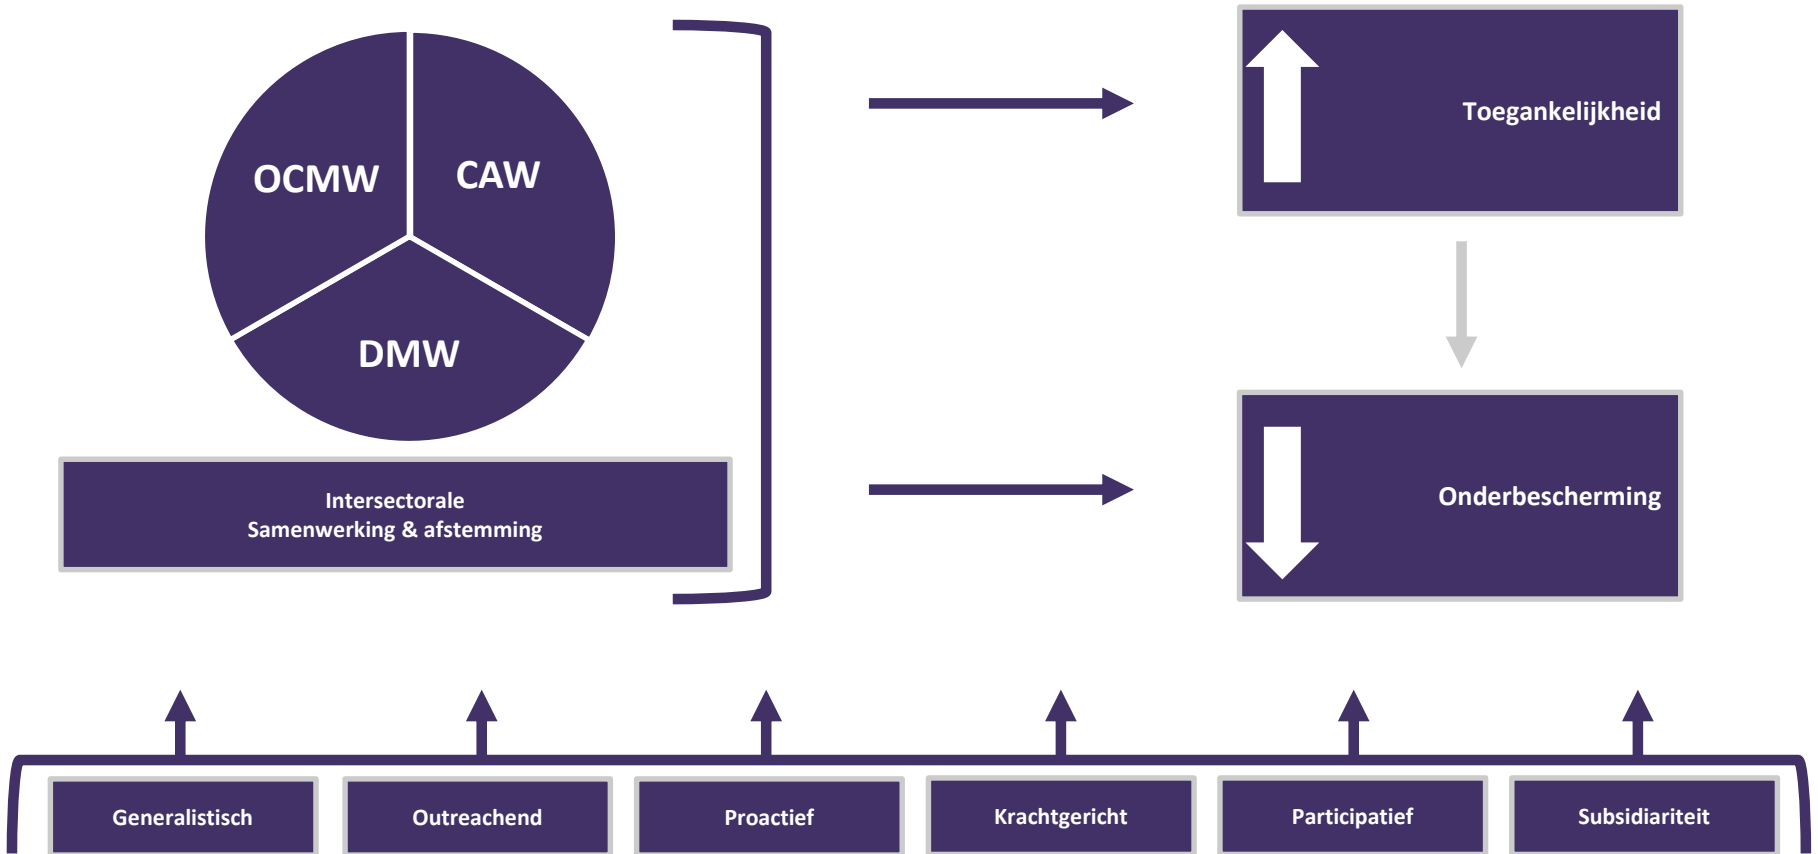 OCMW
CAW
DMW
Intersectorale
Samenwerking & afstemming
Toegankelijkheid
Onderbescherming
Generalistisch
Outreachend
Proactief
Krachtgericht
Participatief
Subsidiariteit